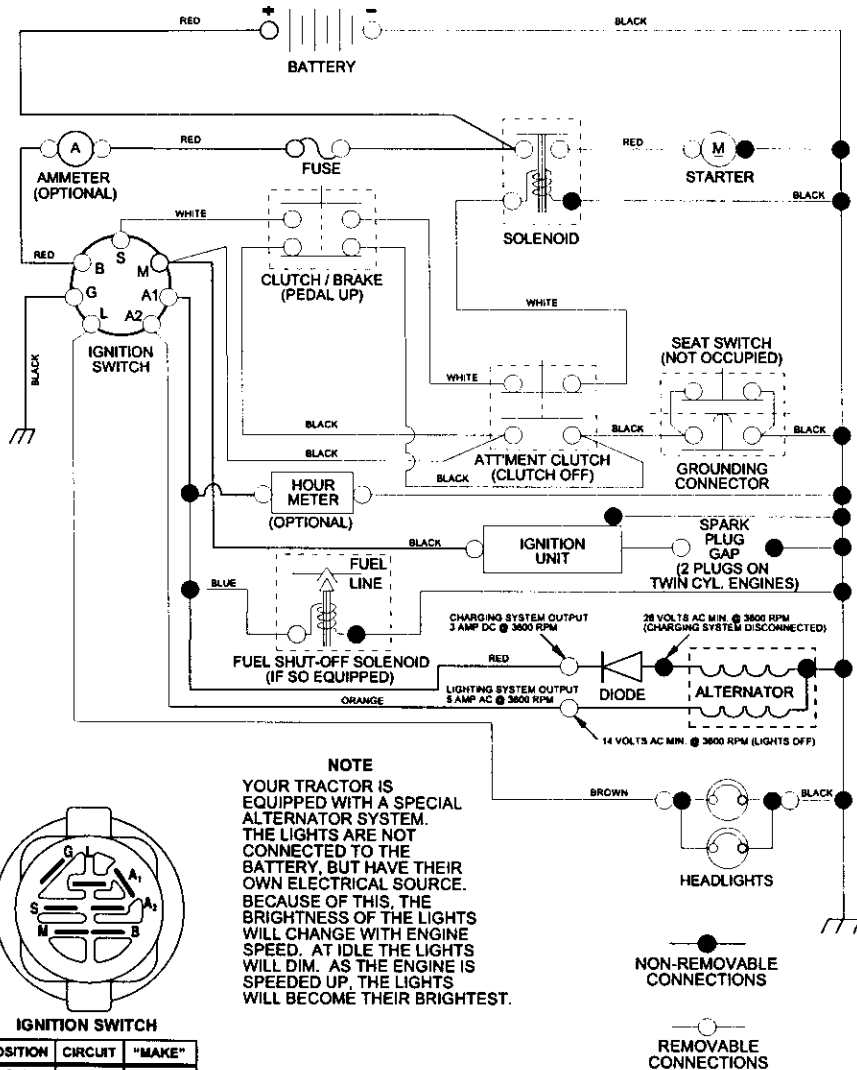 RED
+
-
BLACK
BATTERY
A
RED
FUSE
RED
M
STARTER
AMMETER
(OPTIONAL)
WHITE
BLACK
SOLENOID
RED
S
B
M
G
A1
L
A2
CLUTCH / BRAKE
(PEDAL UP)
IGNITION
SWITCH
BLACK
WHITE
SEAT SWITCH
(NOT OCCUPIED)
WHITE
BLACK
BLACK
BLACK
BLACK
BLACK
ATT'MENT CLUTCH
(CLUTCH OFF)
GROUNDING
CONNECTOR
HOUR
METER
(OPTIONAL)
BLACK
IGNITION
UNIT
SPARK
PLUG
GAP
(2 PLUGS ON
TWIN CYL. ENGINES)
BLUE
FUEL
LINE
FUEL SHUT-OFF SOLENOID
(IF SO EQUIPPED)
CHARGING SYSTEM OUTPUT
3 AMP DC @ 3600 RPM
28 VOLTS AC MIN. @ 3600 RPM
(CHARGING SYSTEM DISCONNECTED)
RED
DIODE
ALTERNATOR
ORANGE
LIGHTING SYSTEM OUTPUT
5 AMP AC @ 3600 RPM
14 VOLTS AC MIN. @ 3600 RPM (LIGHTS OFF)
BROWN
BLACK
HEADLIGHTS
NOTE
YOUR TRACTOR IS
EQUIPPED WITH A SPECIAL
ALTERNATOR SYSTEM.
THE LIGHTS ARE NOT
CONNECTED TO THE
BATTERY, BUT HAVE THEIR
OWN ELECTRICAL SOURCE.
BECAUSE OF THIS, THE
BRIGHTNESS OF THE LIGHTS
WILL CHANGE WITH ENGINE
SPEED. AT IDLE THE LIGHTS
WILL DIM. AS THE ENGINE IS
SPEEDED UP, THE LIGHTS
WILL BECOME THEIR BRIGHTEST.
G
L
A1
S
A2
M
B
IGNITION SWITCH
OSITION CIRCUIT "MAKE"
NON-REMOVABLE
CONNECTIONS
REMOVABLE
CONNECTIONS